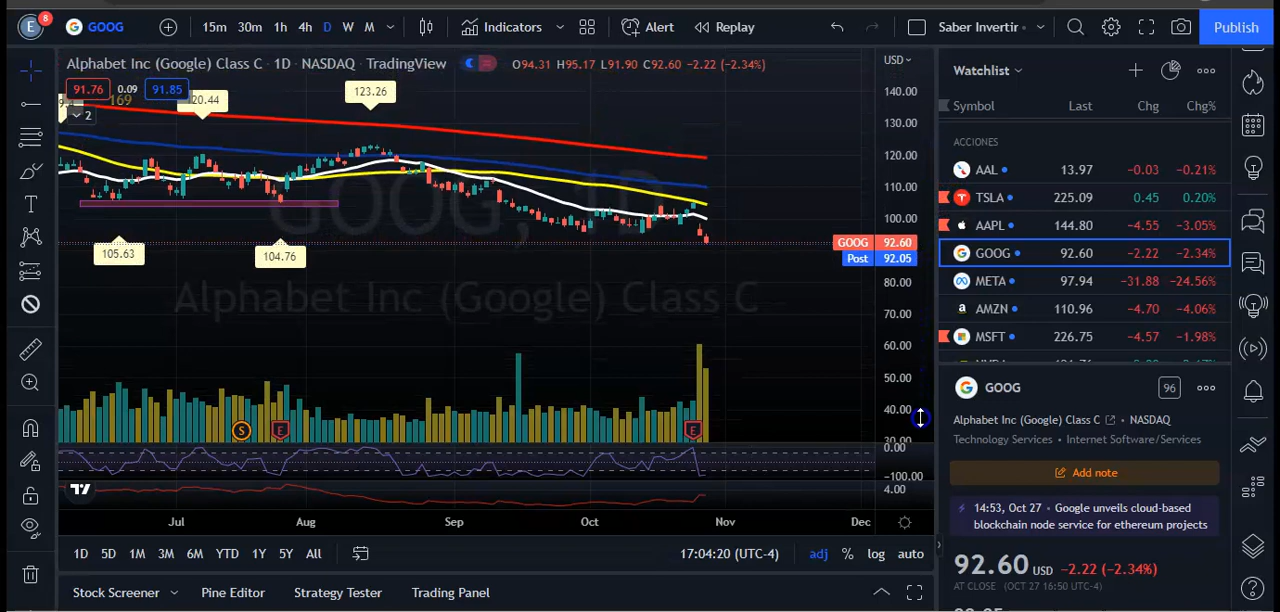 E 8 GOOG 15m 30m 1h 4h D W M Indicators Alert Replay Saber Invertir Publish
Alphabet Inc (Google) Class C · 1D · NASDAQ TradingView O94.31 H95.17 L91.90 C92.60 −2.22 (−2.34%)
USD
91.76 0.09 91.85
169
2
120.44
123.26
105.63
104.76
GOOG, 1D
Alphabet Inc (Google) Class C
140.00
130.00
120.00
110.00
100.00
GOOG 92.60
Post 92.05
80.00
70.00
60.00
50.00
40.00
30.00
0.00
−100.00
4.00
S
E
E
Jul Aug Sep Oct Nov Dec
1D 5D 1M 3M 6M YTD 1Y 5Y All 17:04:20 (UTC-4) adj % log auto
Stock Screener Pine Editor Strategy Tester Trading Panel
Watchlist
Symbol Last Chg Chg%
ACCIONES
AAL 13.97 −0.03 −0.21%
TSLA 225.09 0.45 0.20%
AAPL 144.80 −4.55 −3.05%
GOOG 92.60 −2.22 −2.34%
META 97.94 −31.88 −24.56%
AMZN 110.96 −4.70 −4.06%
MSFT 226.75 −4.57 −1.98%
GOOG 96
Alphabet Inc (Google) Class C · NASDAQ
Technology Services · Internet Software/Services
Add note
14:53, Oct 27 · Google unveils cloud-based
blockchain node service for ethereum projects
92.60 USD −2.22 (−2.34%)
AT CLOSE (OCT 27 16:50 UTC-4)